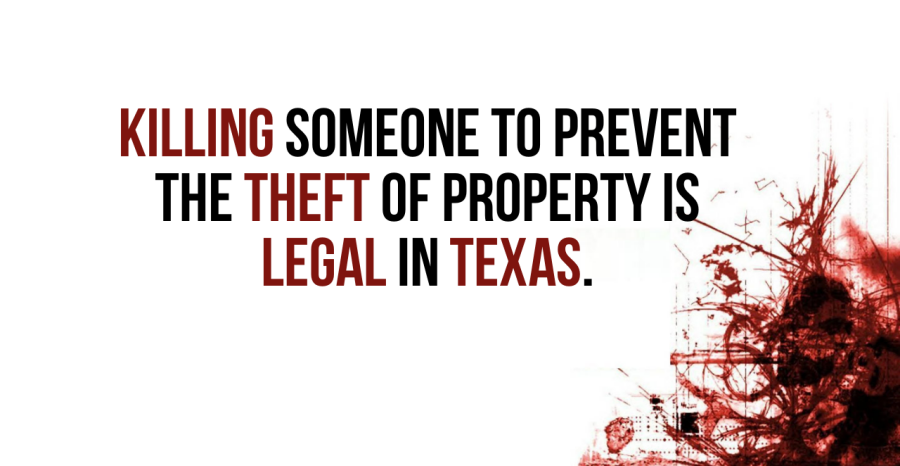 KILLING SOMEONE TO PREVENT
THE THEFT OF PROPERTY IS
LEGAL IN TEXAS.